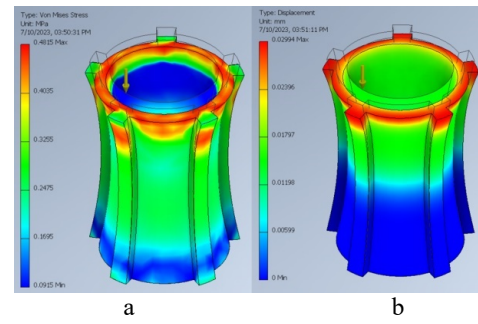 Type: Von Mises Stress
Unit: MPa
7/10/2023, 03:50:31 PM
0.4815 Max
0.4035
0.3255
0.2475
0.1695
0.0915 Min
a
Type: Displacement
Unit: mm
7/10/2023, 03:51:11 PM
0.02994 Max
0.02396
0.01797
0.01198
0.00599
0 Min
b